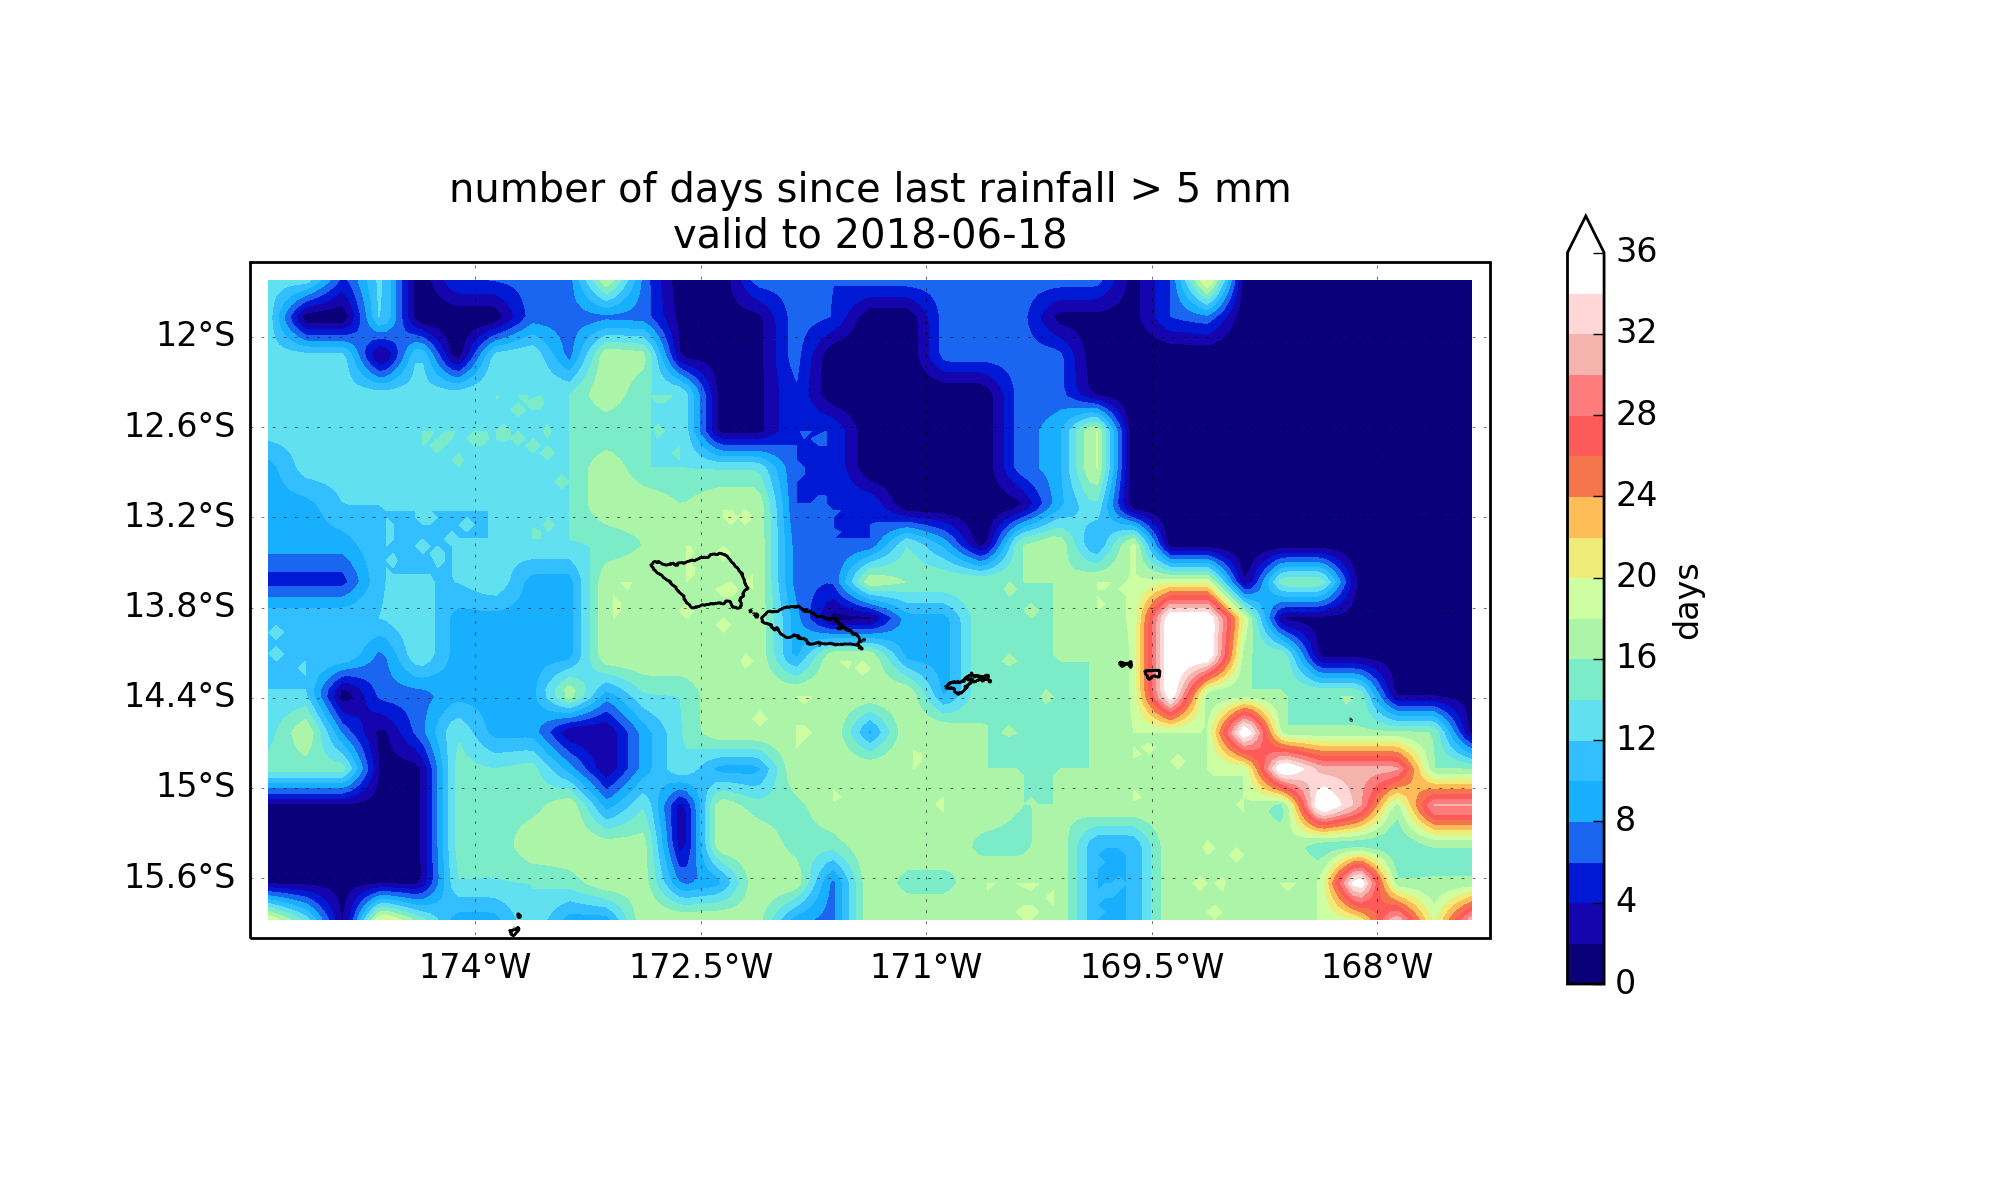 number of days since last rainfall > 5 mm
valid to 2018-06-18
12°S
12.6°S
13.2°S
13.8°S
14.4°S
15°S
15.6°S
174°W
172.5°W
171°W
169.5°W
168°W
36
32
28
24
20
16
12
8
4
0
days